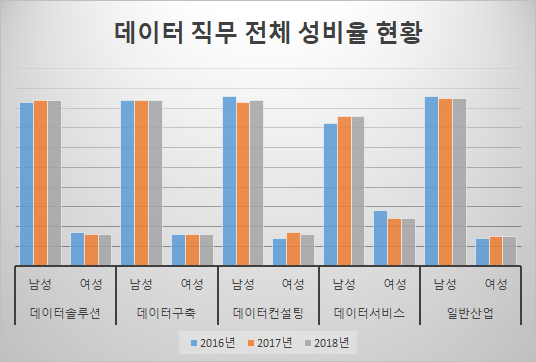 데이터 직무 전체 성비율 현황
남성 여성 남성 여성 남성 여성 남성 여성 남성 여성
데이터솔루션 데이터구축 데이터컨설팅 데이터서비스 일반산업
2016년 2017년 2018년